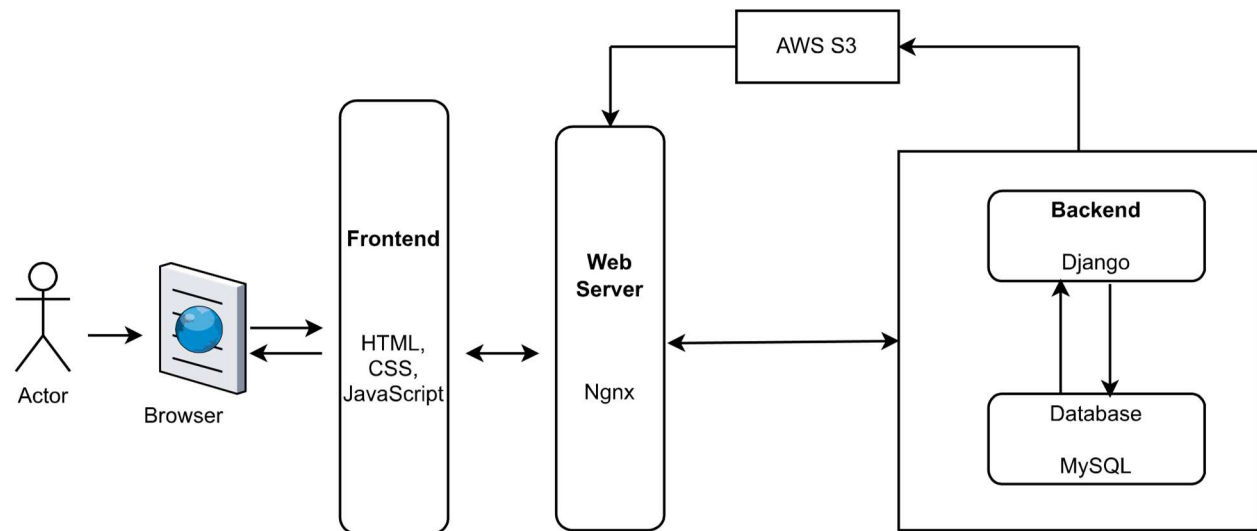 AWS S3
Frontend
HTML,
CSS,
JavaScript
Web
Server
Ngnx
Backend
Django
Database
MySQL
Actor
Browser